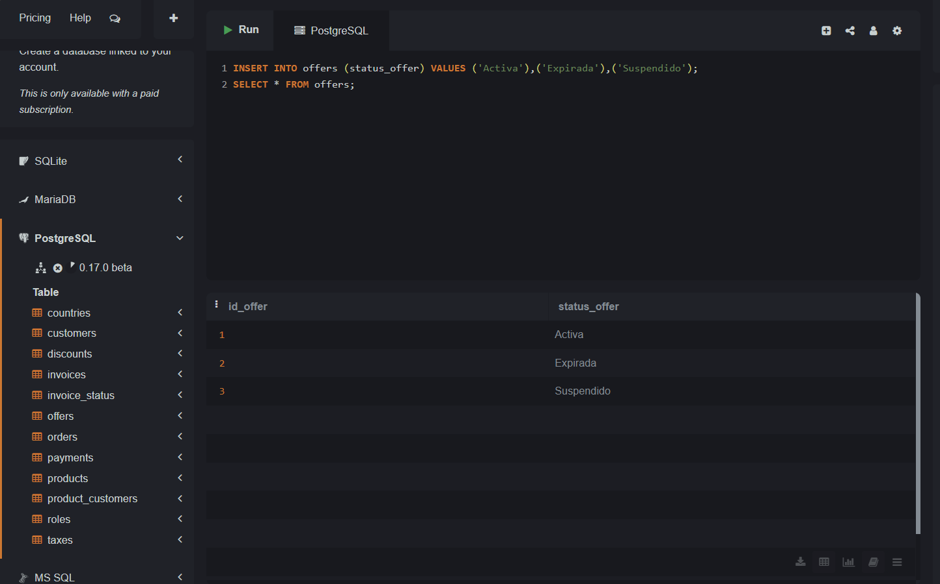 Pricing Help
Create a database linked to your
account.
This is only available with a paid
subscription.
SQLite
MariaDB
PostgreSQL
0.17.0 beta
Table
countries
customers
discounts
invoices
invoice_status
offers
orders
payments
products
product_customers
roles
taxes
MS SQL
Run PostgreSQL
1 INSERT INTO offers (status_offer) VALUES ('Activa'),('Expirada'),('Suspendido');
2 SELECT * FROM offers;
id_offer status_offer
1 Activa
2 Expirada
3 Suspendido